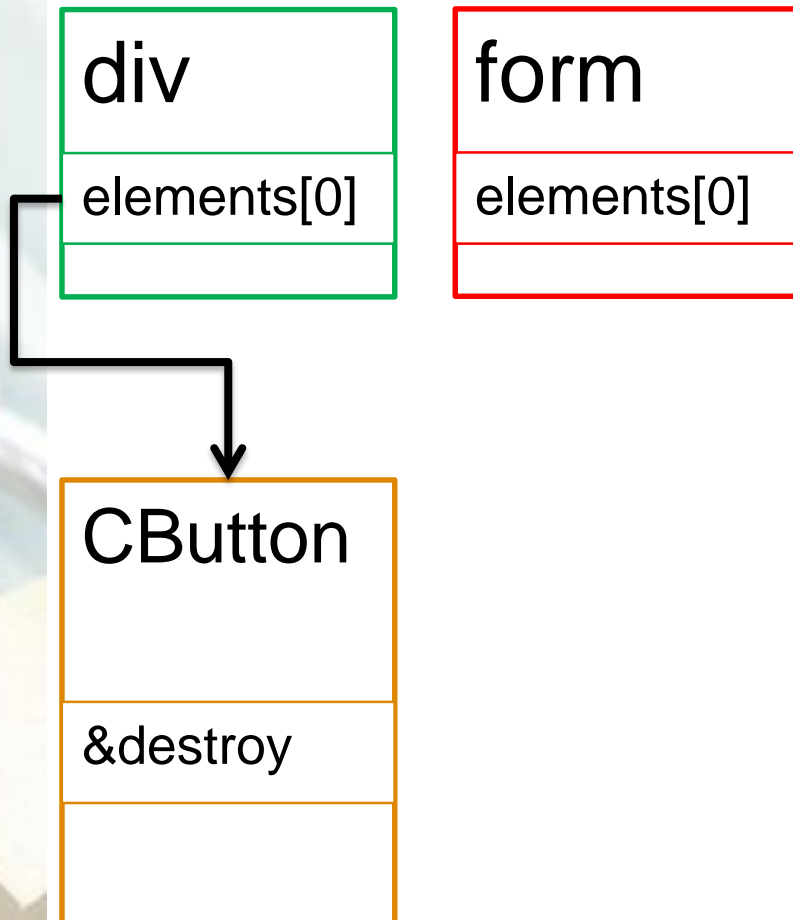 div
elements[0]
form
elements[0]
CButton
&destroy